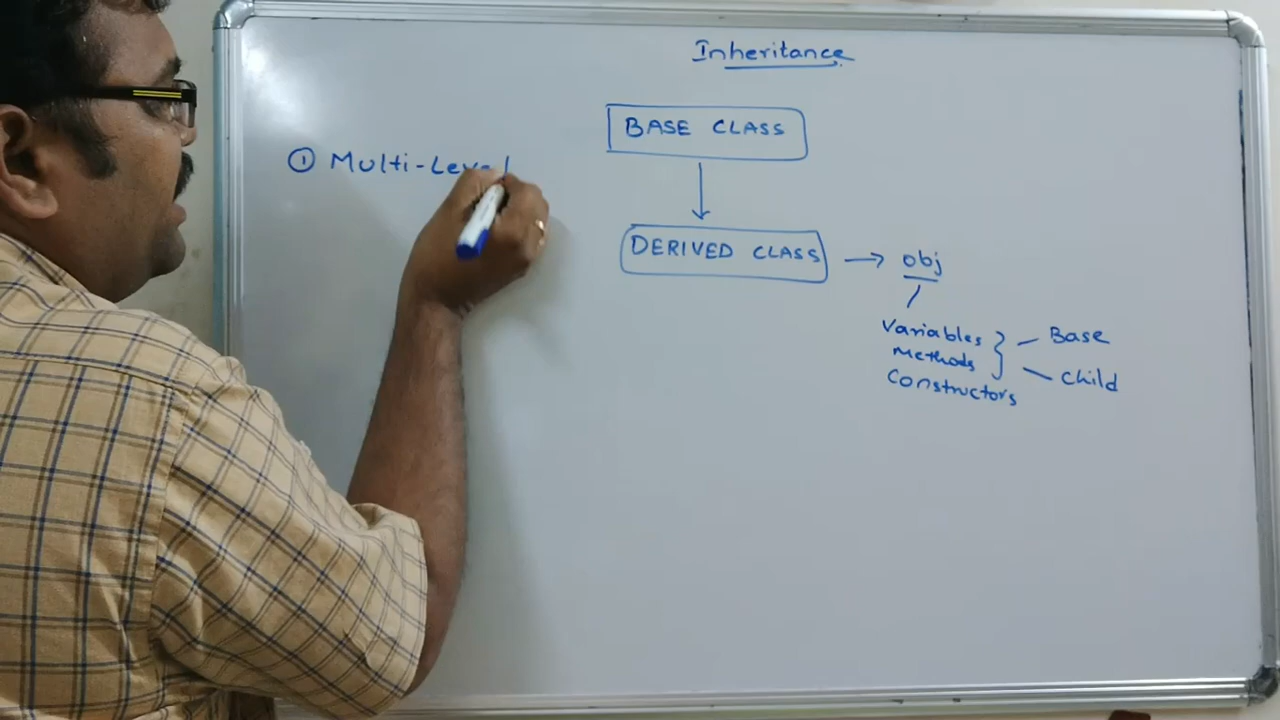 Inheritance
BASE CLASS
① Multi-Level
DERIVED CLASS → obj
Variables
Methods
Constructors
Base
Child